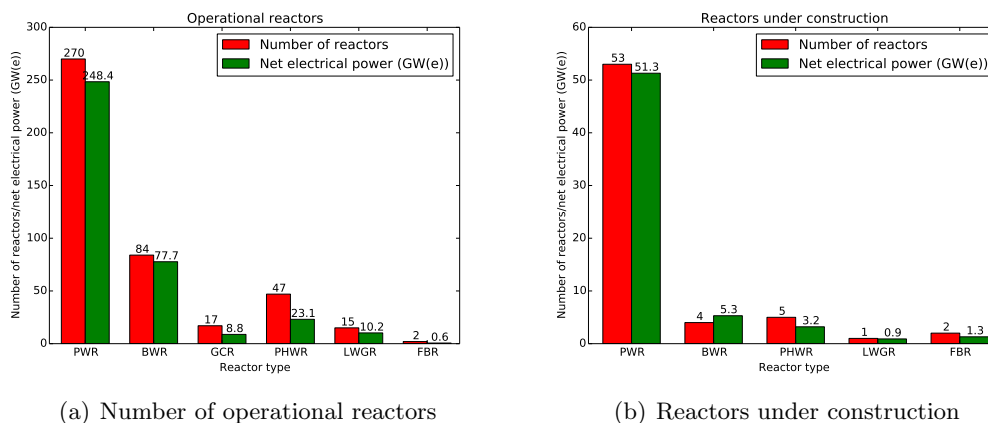 Operational reactors
Number of reactors/net electrical power (GW(e))
300
250
200
150
100
50
0
Number of reactors
Net electrical power (GW(e))
270
248.4
84
77.7
17
8.8
47
23.1
15
10.2
2
0.6
PWR BWR GCR PHWR LWGR FBR
Reactor type
(a) Number of operational reactors
Reactors under construction
Number of reactors/net electrical power (GW(e))
60
50
40
30
20
10
0
Number of reactors
Net electrical power (GW(e))
53
51.3
4
5.3
5
3.2
1
0.9
2
1.3
PWR BWR PHWR LWGR FBR
Reactor type
(b) Reactors under construction